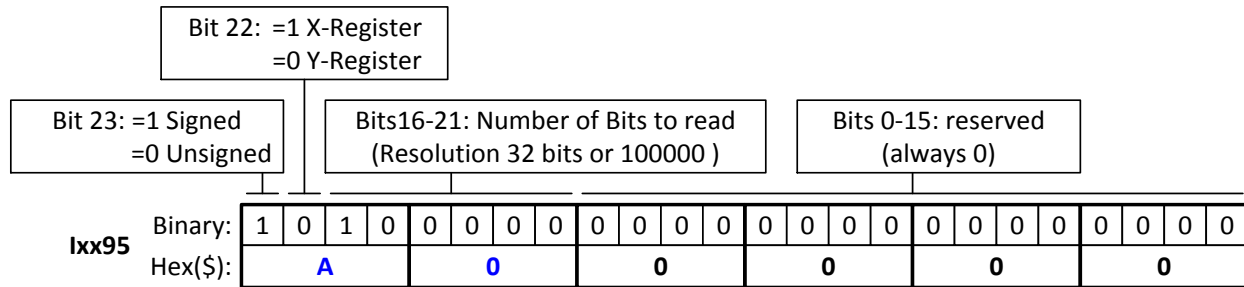 Bit 22: =1 X-Register
=0 Y-Register
Bit 23: =1 Signed
=0 Unsigned
Bits16-21: Number of Bits to read
(Resolution 32 bits or 100000 )
Bits 0-15: reserved
(always 0)
Ixx95
Binary: 1 0 1 0 0 0 0 0 0 0 0 0 0 0 0 0 0 0 0 0 0 0 0 0
Hex($): A 0 0 0 0 0